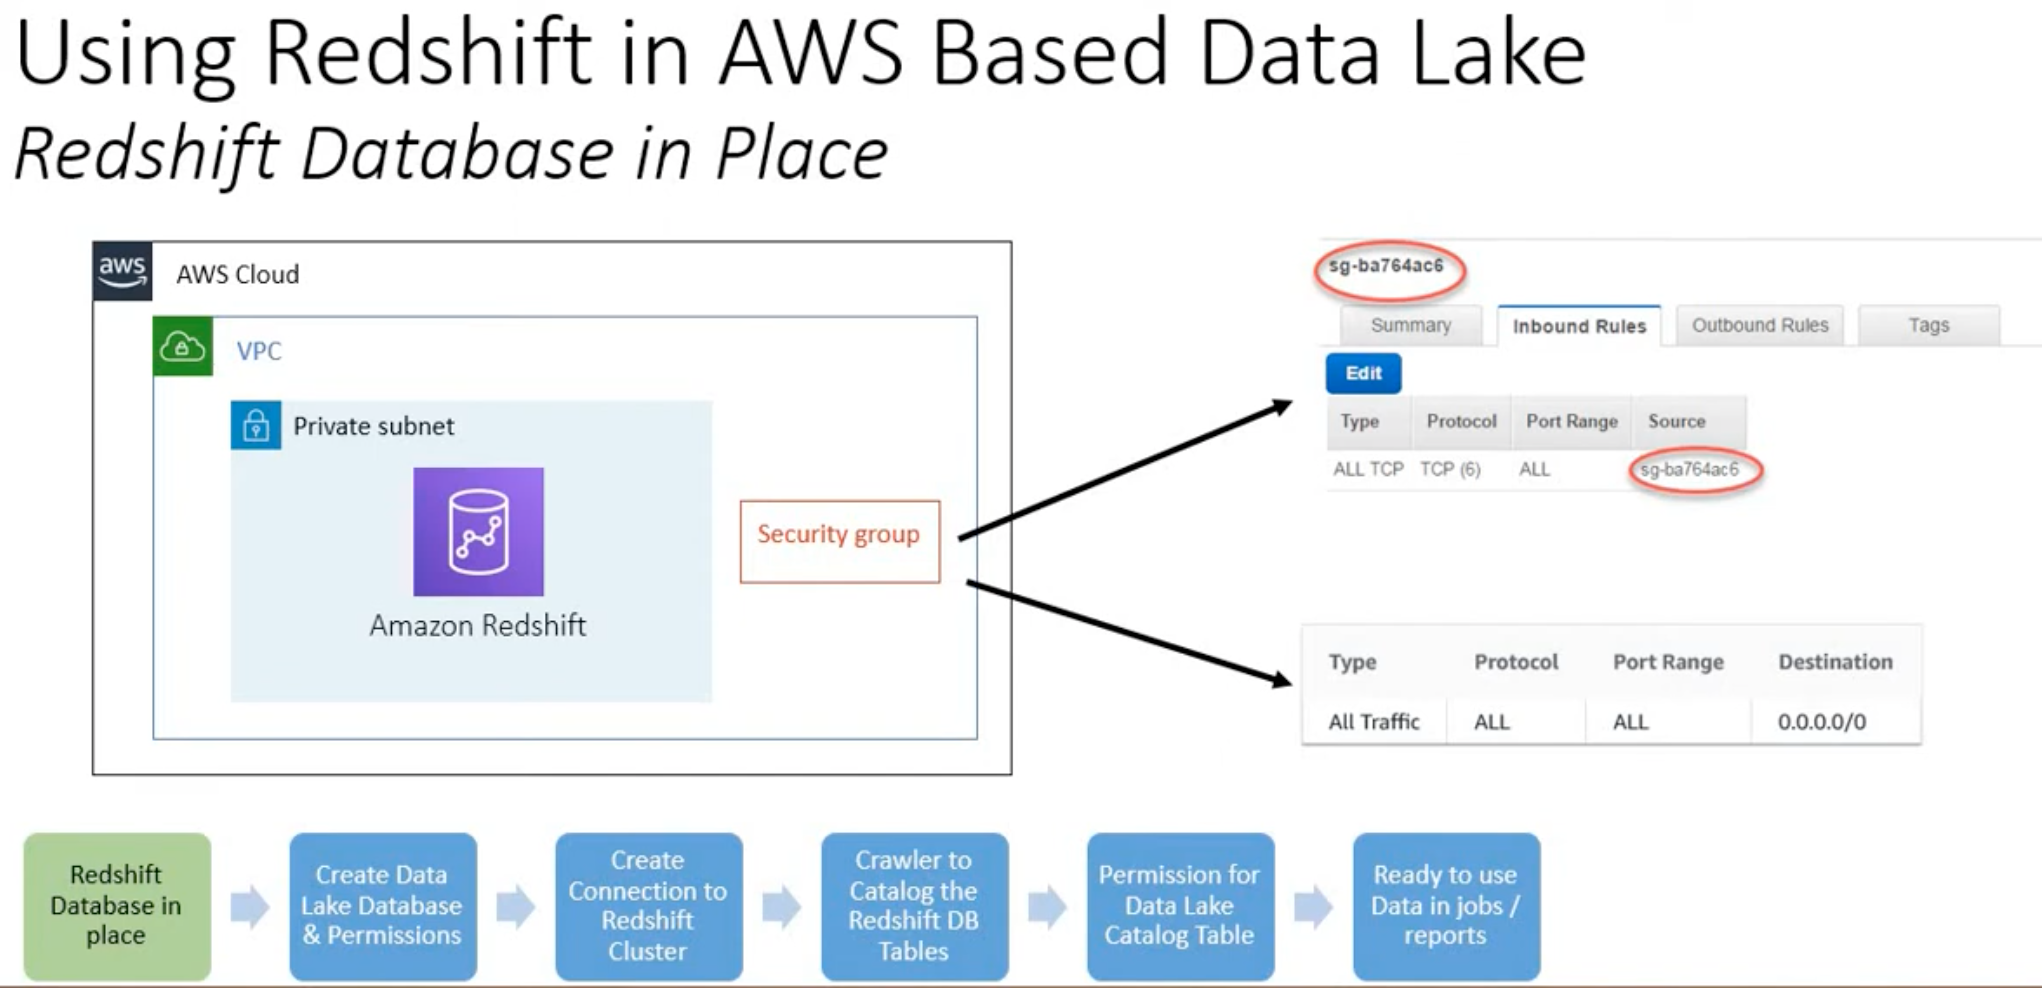 Using Redshift in AWS Based Data Lake
Redshift Database in Place
aws
AWS Cloud
VPC
Private subnet
Amazon Redshift
Security group
sg-ba764ac6
Summary
Inbound Rules
Outbound Rules
Tags
Edit
Type Protocol Port Range Source
ALL TCP TCP (6) ALL sg-ba764ac6
Type Protocol Port Range Destination
All Traffic ALL ALL 0.0.0.0/0
Redshift
Database in
place
Create Data
Lake Database
& Permissions
Create
Connection to
Redshift
Cluster
Crawler to
Catalog the
Redshift DB
Tables
Permission for
Data Lake
Catalog Table
Ready to use
Data in jobs /
reports